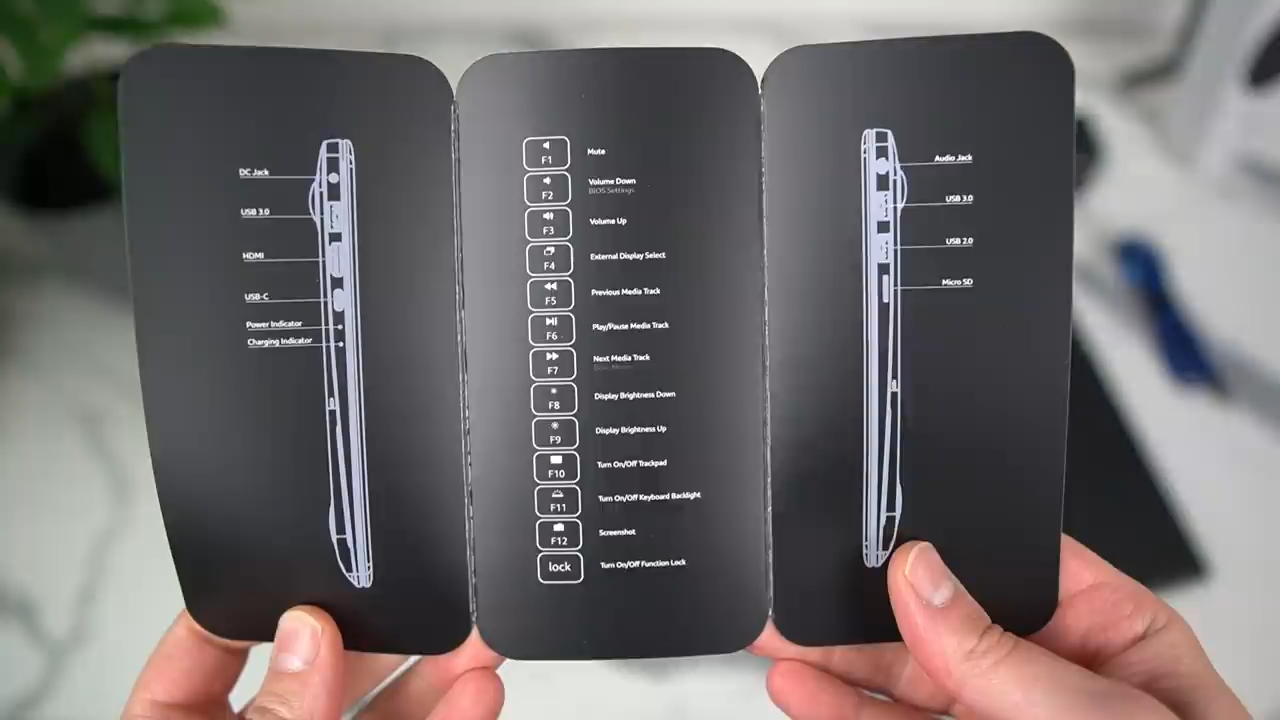 DC Jack
USB 3.0
HDMI
USB-C
Power Indicator
Charging Indicator
F1 Mute
F2 Volume Down
BIOS Settings
F3 Volume Up
F4 External Display Select
F5 Previous Media Track
F6 Play/Pause Media Track
F7 Next Media Track
F8 Display Brightness Down
F9 Display Brightness Up
F10 Turn On/Off Trackpad
F11 Turn On/Off Keyboard Backlight
F12 Screenshot
lock Turn On/Off Function Lock
Audio Jack
USB 3.0
USB 2.0
Micro SD